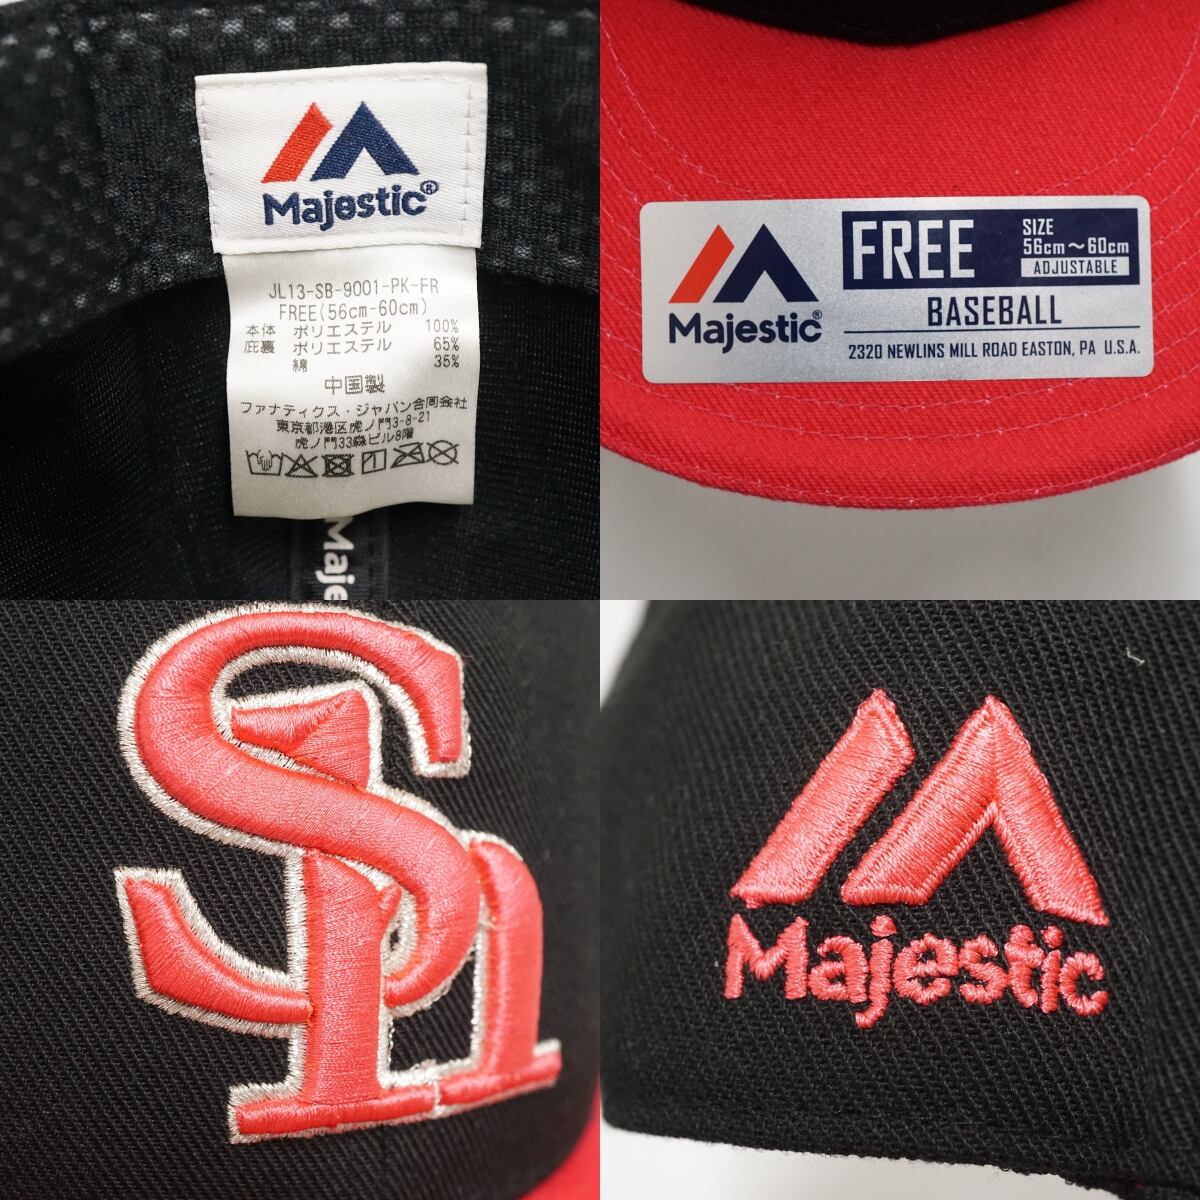 Majestic®
JL13-SB-9001-PK-FR
FREE(56cm-60cm)
本体 ポリエステル 100%
庇裏 ポリエステル 65%
綿 35%
中国製
ファナティクス・ジャパン合同会社
東京都港区虎ノ門3-8-21
虎ノ門33森ビル8階
Maje
Majestic®
FREE
SIZE
56cm~60cm
ADJUSTABLE
BASEBALL
2320 NEWLINS MILL ROAD EASTON, PA U.S.A.
Sh
Majestic